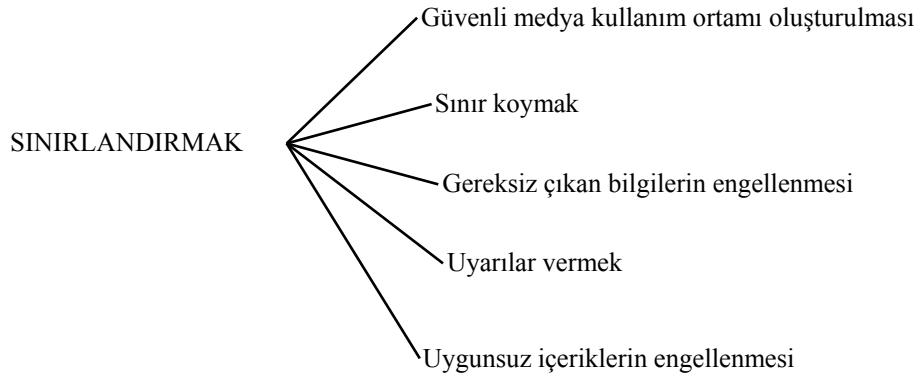 Güvenli medya kullanım ortamı oluşturulması
Sınır koymak
SINIRLANDIRMAK
Gereksiz çıkan bilgilerin engellenmesi
Uyarılar vermek
Uygunsuz içeriklerin engellenmesi